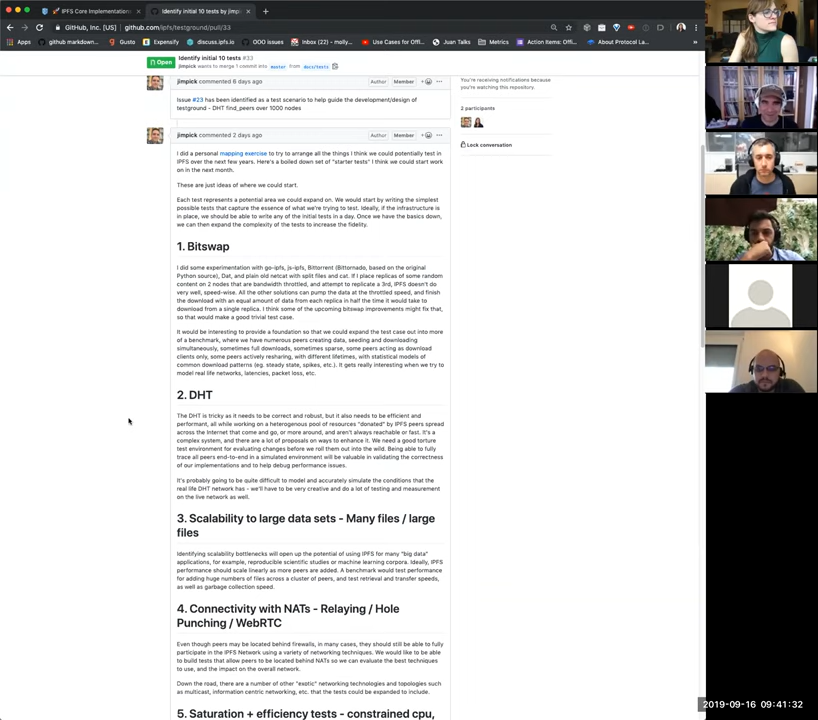 IPFS Core Implementations
Identify initial 10 tests by jimp
GitHub, Inc. [US] | github.com/ipfs/testground/pull/33
Apps
github markdown...
Gusto
Expensify
discuss.ipfs.io
OOO issues
Inbox (22) - molly...
Use Cases for Offi...
Juan Talks
Metrics
Action Items: Offi...
About Protocol La...
Open
Identify initial 10 tests #33
jimpick wants to merge 1 commit into master from docs/tests
jimpick commented 6 days ago
Author
Member
Issue #23 has been identified as a test scenario to help guide the development/design of
testground - DHT find_peers over 1000 nodes
You're receiving notifications because
you're watching this repository.
2 participants
Lock conversation
jimpick commented 2 days ago
Author
Member
I did a personal mapping exercise to try to arrange all the things I think we could potentially test in
IPFS over the next few years. Here's a boiled down set of "starter tests" I think we could start work
on in the next month.
These are just ideas of where we could start.
Each test represents a potential area we could expand on. We would start by writing the simplest
possible tests that capture the essence of what we're trying to test. Ideally, if the infrastructure is
in place, we should be able to write any of the initial tests in a day. Once we have the basics down,
we can then expand the complexity of the tests to increase the fidelity.
1. Bitswap
I did some experimentation with go-ipfs, js-ipfs, Bittorrent (Bittornado, based on the original
Python source), Dat, and plain old netcat with split files and cat. If I place replicas of some random
content on 2 nodes that are bandwidth throttled, and attempt to replicate a 3rd, IPFS doesn't do
very well, speed-wise. All the other solutions can pump the data at the throttled speed, and finish
the download with an equal amount of data from each replica in half the time it would take to
download from a single replica. I think some of the upcoming bitswap improvements might fix that,
so that would make a good trivial test case.
It would be interesting to provide a foundation so that we could expand the test case out into more
of a benchmark, where we have numerous peers creating data, seeding and downloading
simultaneously, sometimes full downloads, sometimes sparse, some peers acting as download
clients only, some peers actively resharing, with different lifetimes, with statistical models of
common download patterns (eg. steady state, spikes, etc.). It gets really interesting when we try to
model real life networks, latencies, packet loss, etc.
2. DHT
The DHT is tricky as it needs to be correct and robust, but it also needs to be efficient and
performant, all while working on a heterogenous pool of resources "donated" by IPFS peers spread
across the Internet that come and go, or more around, and aren't always reachable or fast. It's a
complex system, and there are a lot of proposals on ways to enhance it. We need a good torture
test environment for evaluating changes before we roll them out into the wild. Being able to fully
trace all peers end-to-end in a simulated environment will be valuable in validating the correctness
of our implementations and to help debug performance issues.
It's probably going to be quite difficult to model and accurately simulate the conditions that the
real life DHT network has - we'll have to be very creative and do a lot of testing and measurement
on the live network as well.
3. Scalability to large data sets - Many files / large
files
Identifying scalability bottlenecks will open up the potential of using IPFS for many "big data"
applications, for example, reproducible scientific studies or machine learning corpora. Ideally, IPFS
performance should scale linearly as more peers are added. A benchmark would test performance
for adding huge numbers of files across a cluster of peers, and test retrieval and transfer speeds,
as well as garbage collection speed.
4. Connectivity with NATs - Relaying / Hole
Punching / WebRTC
Even though peers may be located behind firewalls, in many cases, they should still be able to fully
participate in the IPFS Network using a variety of networking techniques. We would like to be able
to build tests that allow peers to be located behind NATs so we can evaluate the best techniques
to use, and the impact on the overall network.
Down the road, there are a number of other "exotic" networking technologies and topologies such
as multicast, information centric networking, etc. that the tests could be expanded to include.
5. Saturation + efficiency tests - constrained cpu,
2019-09-16 09:41:32